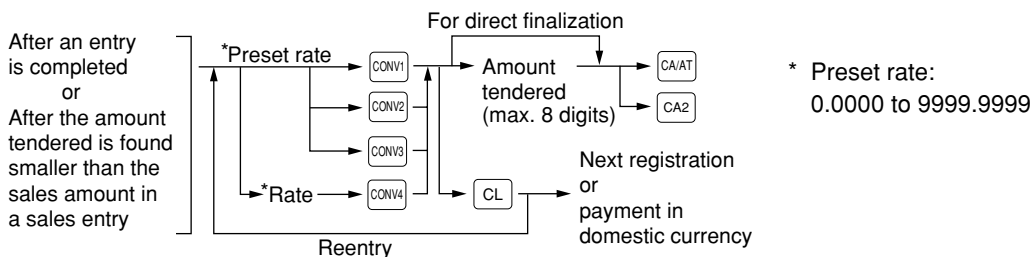 For direct finalization
After an entry
is completed
or
After the amount
tendered is found
smaller than the
sales amount in
a sales entry
*Preset rate
CONV1
CONV2
CONV3
*Rate
CONV4
Amount
tendered
(max. 8 digits)
CA/AT
CA2
CL
Next registration
or
payment in
domestic currency
Reentry
* Preset rate:
0.0000 to 9999.9999